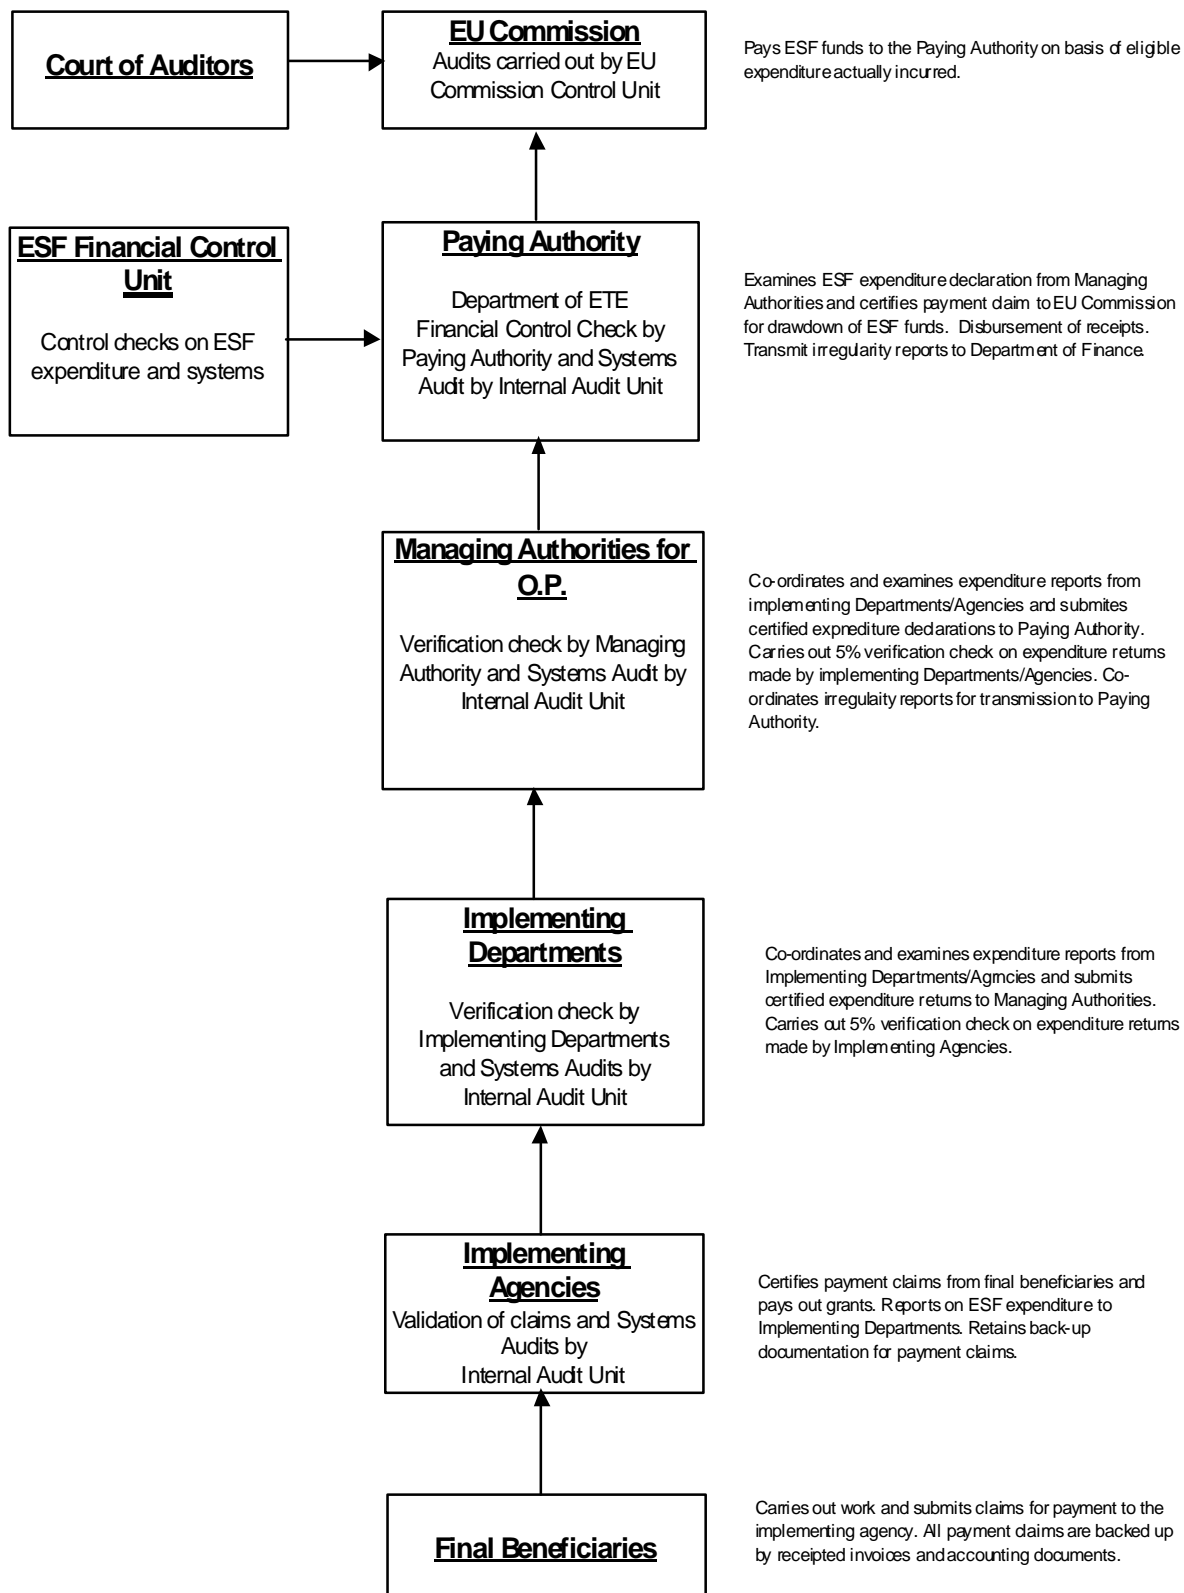 Court of Auditors
EU Commission
Audits carried out by EU
Commission Control Unit
Pays ESF funds to the Paying Authority on basis of eligible
expenditure actually incurred.
ESF Financial Control
Unit
Control checks on ESF
expenditure and systems
Paying Authority
Department of ETE
Financial Control Check by
Paying Authority and Systems
Audit by Internal Audit Unit
Examines ESF expenditure declaration from Managing
Authorities and certifies payment claim to EU Commission
for drawdown of ESF funds. Disbursement of receipts.
Transmit irregularity reports to Department of Finance.
Managing Authorities for
O.P.
Verification check by Managing
Authority and Systems Audit by
Internal Audit Unit
Co-ordinates and examines expenditure reports from
implementing Departments/Agencies and submites
certified expnediture declarations to Paying Authority.
Carries out 5% verification check on expenditure returns
made by implementing Departments/Agencies. Co-
ordinates irregulaity reports for transmission to Paying
Authority.
Implementing
Departments
Verification check by
Implementing Departments
and Systems Audits by
Internal Audit Unit
Co-ordinates and examines expenditure reports from
Implementing Departments/Agrncies and submits
certified expenditure returns to Managing Authorities.
Carries out 5% verification check on expenditure returns
made by Implementing Agencies.
Implementing
Agencies
Validation of claims and Systems
Audits by
Internal Audit Unit
Certifies payment claims from final beneficiaries and
pays out grants. Reports on ESF expenditure to
Implementing Departments. Retains back-up
documentation for payment claims.
Final Beneficiaries
Carries out work and submits claims for payment to the
implementing agency. All payment claims are backed up
by receipted invoices and accounting documents.